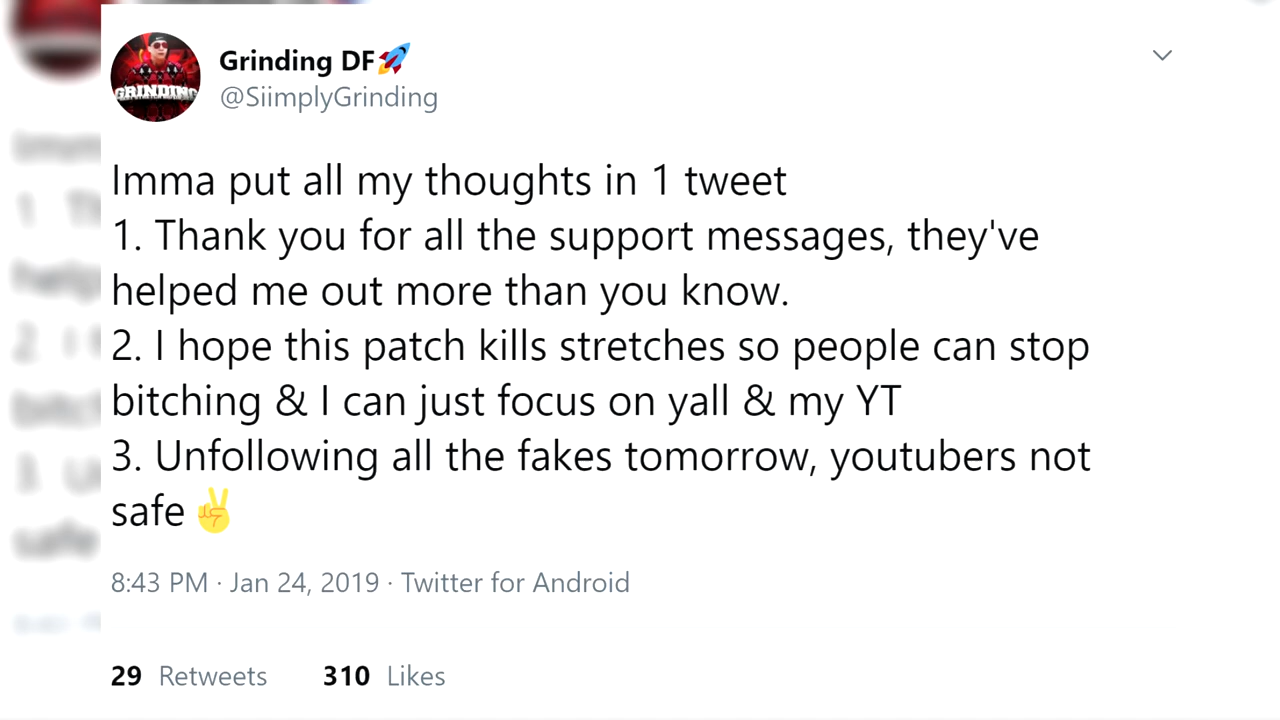 Grinding DF🚀
@SiimplyGrinding
GRINDING
Imma put all my thoughts in 1 tweet
1. Thank you for all the support messages, they've
helped me out more than you know.
2. I hope this patch kills stretches so people can stop
bitching & I can just focus on yall & my YT
3. Unfollowing all the fakes tomorrow, youtubers not
safe ✌
8:43 PM · Jan 24, 2019 · Twitter for Android
29 Retweets 310 Likes